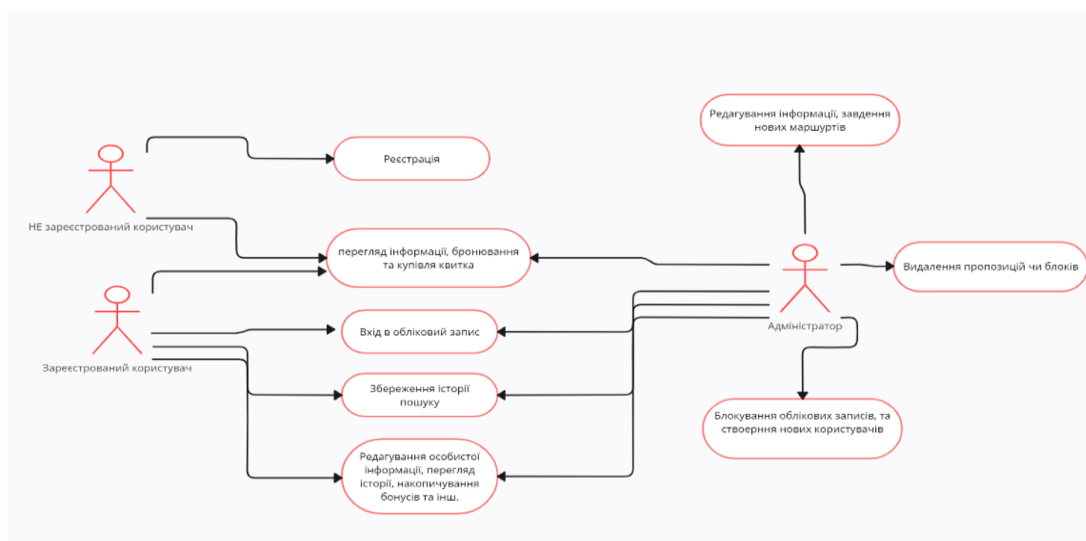 Редагування інформації, завдення
нових маршуртів
Реєстрація
НЕ зареєстрований користувач
перегляд інформації, бронювання
та купівля квитка
Видалення пропозицій чи блоків
Вхід в обліковий запис
Адміністратор
Зареєстрований користувач
Збереження історії
пошуку
Блокування облікових записів, та
створння нових користувачів
Редагування особистої
інформації, перегляд
історії, накопичування
бонусів та інш.